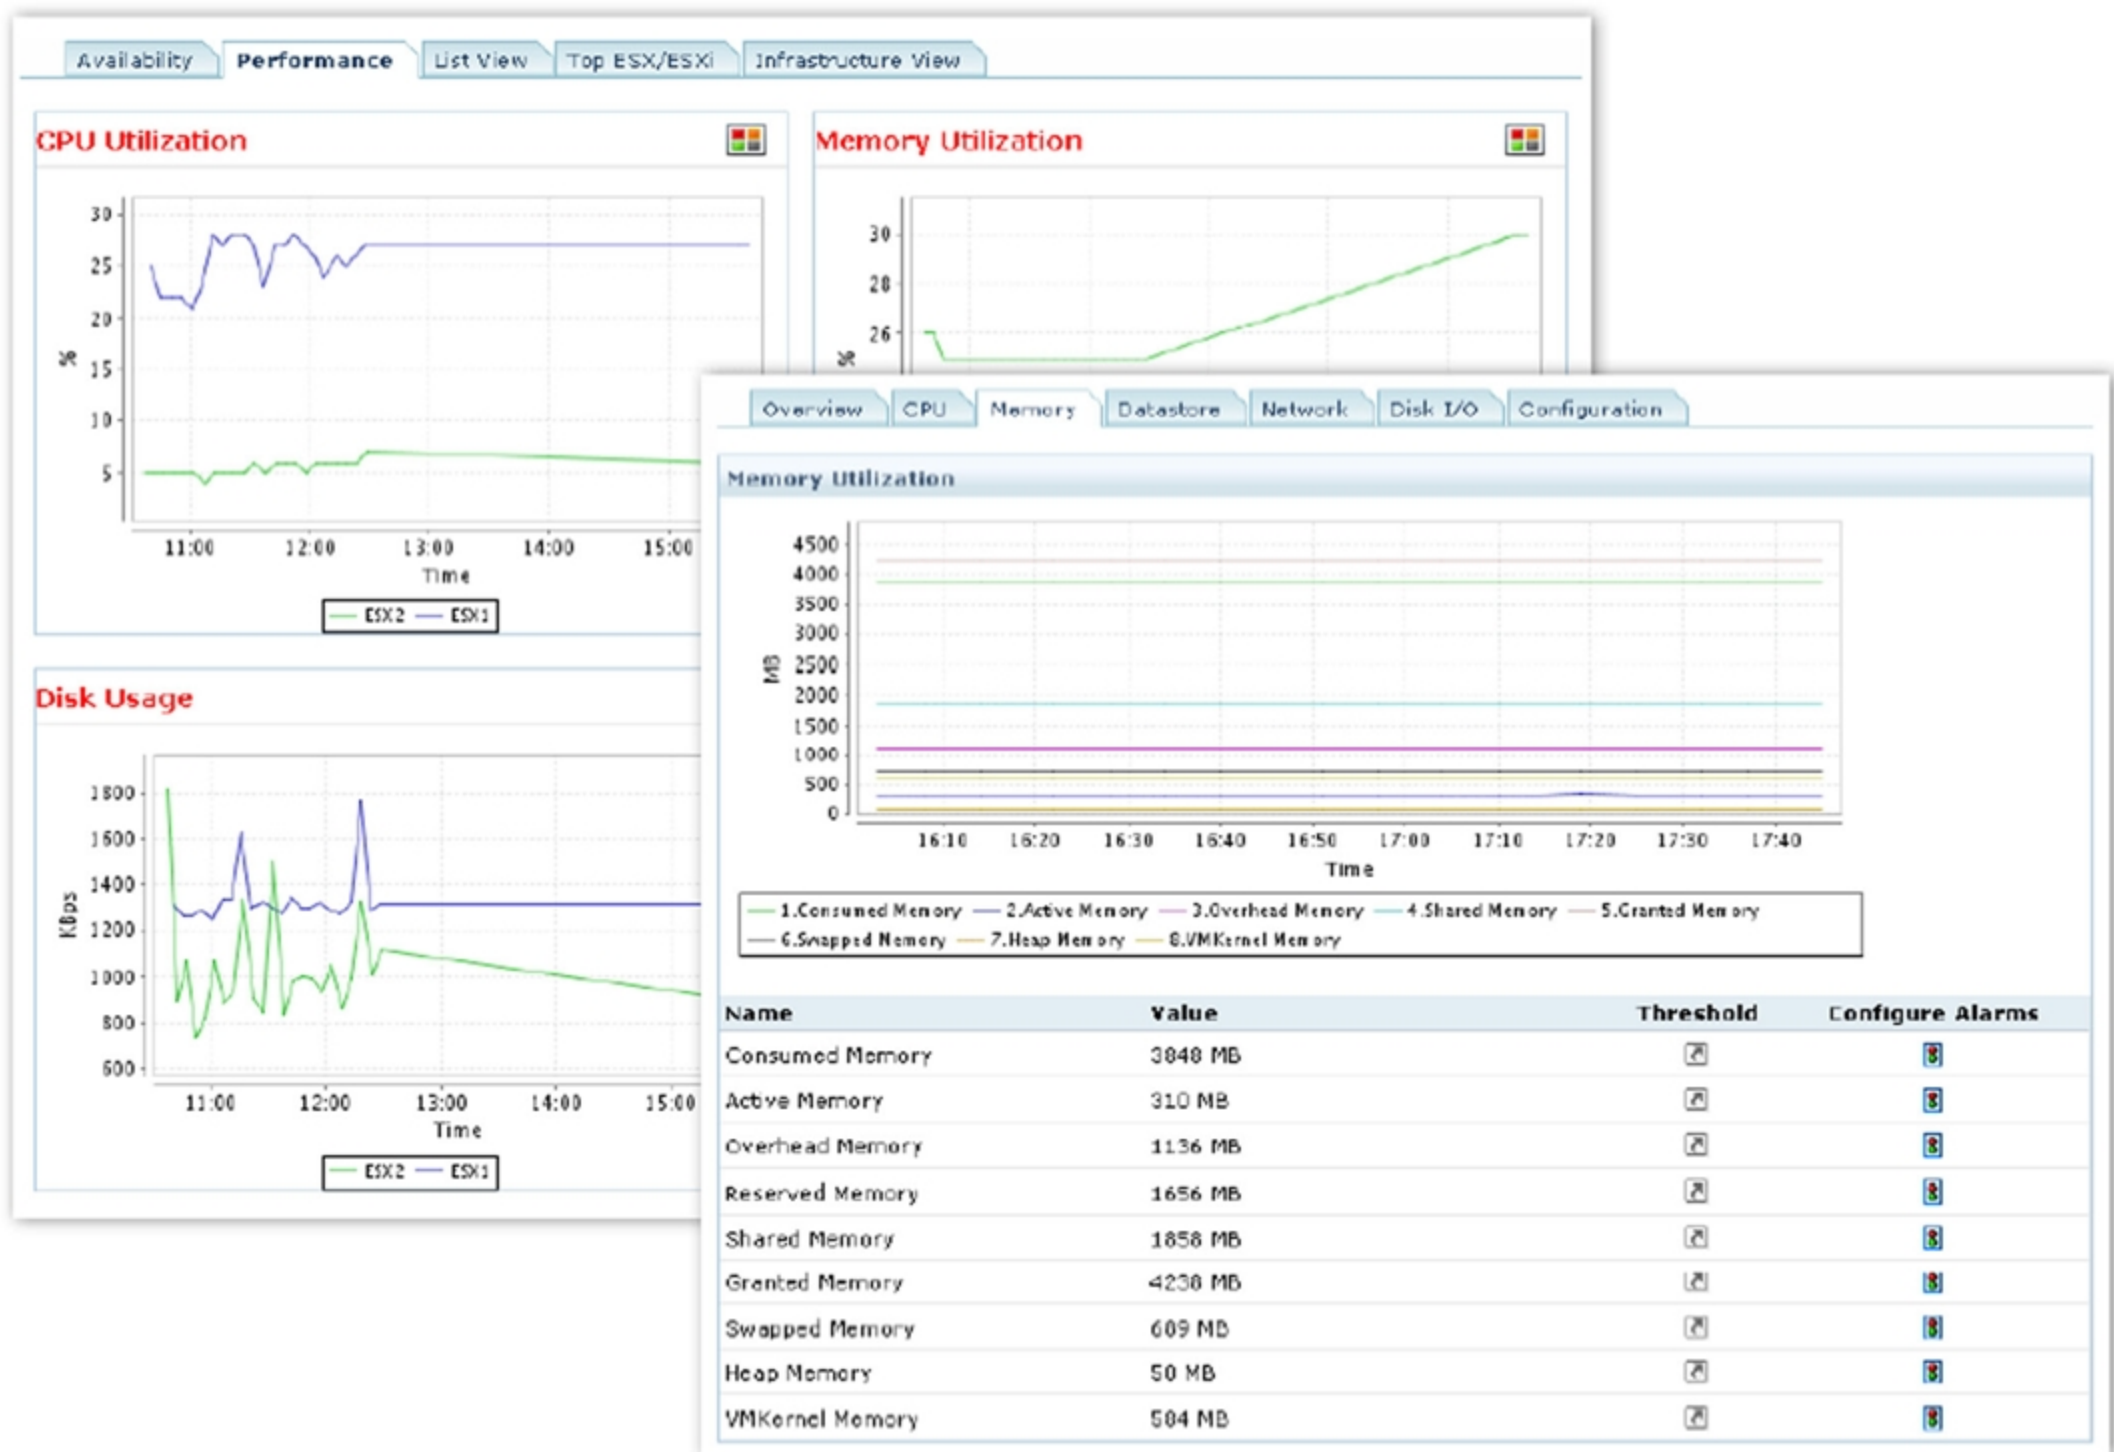 Availability Performance List View Top ESX/ESXi Infrastructure View
CPU Utilization
30
25
20
15
10
5
%
11:00 12:00 13:00 14:00 15:00
Time
ESX2 ESX1
Memory Utilization
30
28
26
%
Disk Usage
1800
1600
1400
1200
1000
800
600
KBps
11:00 12:00 13:00 14:00 15:00
Time
ESX2 ESX1
Overview CPU Memory Datastore Network Disk I/O Configuration
Memory Utilization
4500
4000
3500
3000
2500
2000
1500
1000
500
0
MB
16:10 16:20 16:30 16:40 16:50 17:00 17:10 17:20 17:30 17:40
Time
1.Consumed Memory 2.Active Memory 3.Overhead Memory 4.Shared Memory 5.Granted Memory
6.Swapped Memory 7.Heap Memory 8.VMKernel Memory
Name Value Threshold Configure Alarms
Consumed Memory 3848 MB
Active Memory 310 MB
Overhead Memory 1136 MB
Reserved Memory 1656 MB
Shared Memory 1858 MB
Granted Memory 4238 MB
Swapped Memory 609 MB
Heap Memory 50 MB
VMKernel Memory 584 MB